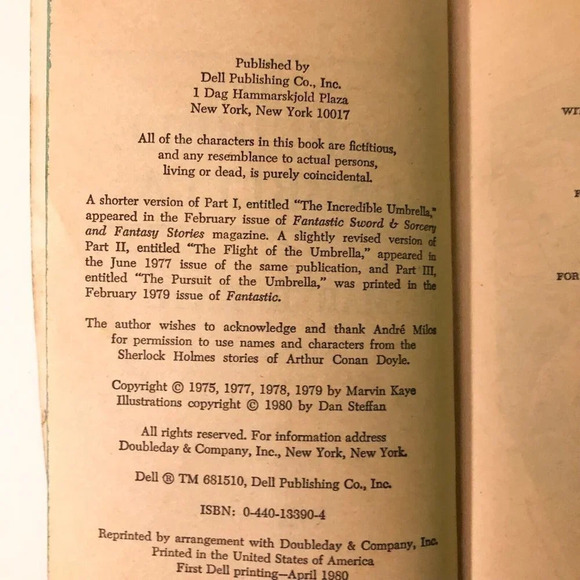 Published by
Dell Publishing Co., Inc.
1 Dag Hammarskjold Plaza
New York, New York 10017
All of the characters in this book are fictitious,
and any resemblance to actual persons,
living or dead, is purely coincidental.
A shorter version of Part I, entitled “The Incredible Umbrella,”
appeared in the February issue of Fantastic Sword & Sorcery
and Fantasy Stories magazine. A slightly revised version of
Part II, entitled “The Flight of the Umbrella,” appeared in
the June 1977 issue of the same publication, and Part III,
entitled “The Pursuit of the Umbrella,” was printed in the
February 1979 issue of Fantastic.
The author wishes to acknowledge and thank André Milos
for permission to use names and characters from the
Sherlock Holmes stories of Arthur Conan Doyle.
Copyright © 1975, 1977, 1978, 1979 by Marvin Kaye
Illustrations copyright © 1980 by Dan Steffan
All rights reserved. For information address
Doubleday & Company, Inc., New York, New York.
Dell ® TM 681510, Dell Publishing Co., Inc.
ISBN: 0-440-13390-4
Reprinted by arrangement with Doubleday & Company, Inc.
Printed in the United States of America
First Dell printing—April 1980